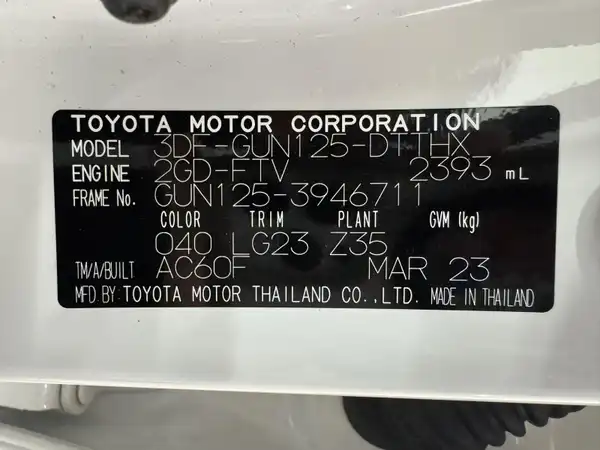 TOYOTA MOTOR CORPORATION
MODEL 3DF-GUN125-DTTHX
ENGINE 2GD-FTV 2393 mL
FRAME No. GUN125-3946711
COLOR TRIM PLANT GVM (kg)
040 LG23 Z35
TM/A/BUILT AC60F MAR 23
MFD. BY: TOYOTA MOTOR THAILAND CO.,LTD. MADE IN THAILAND